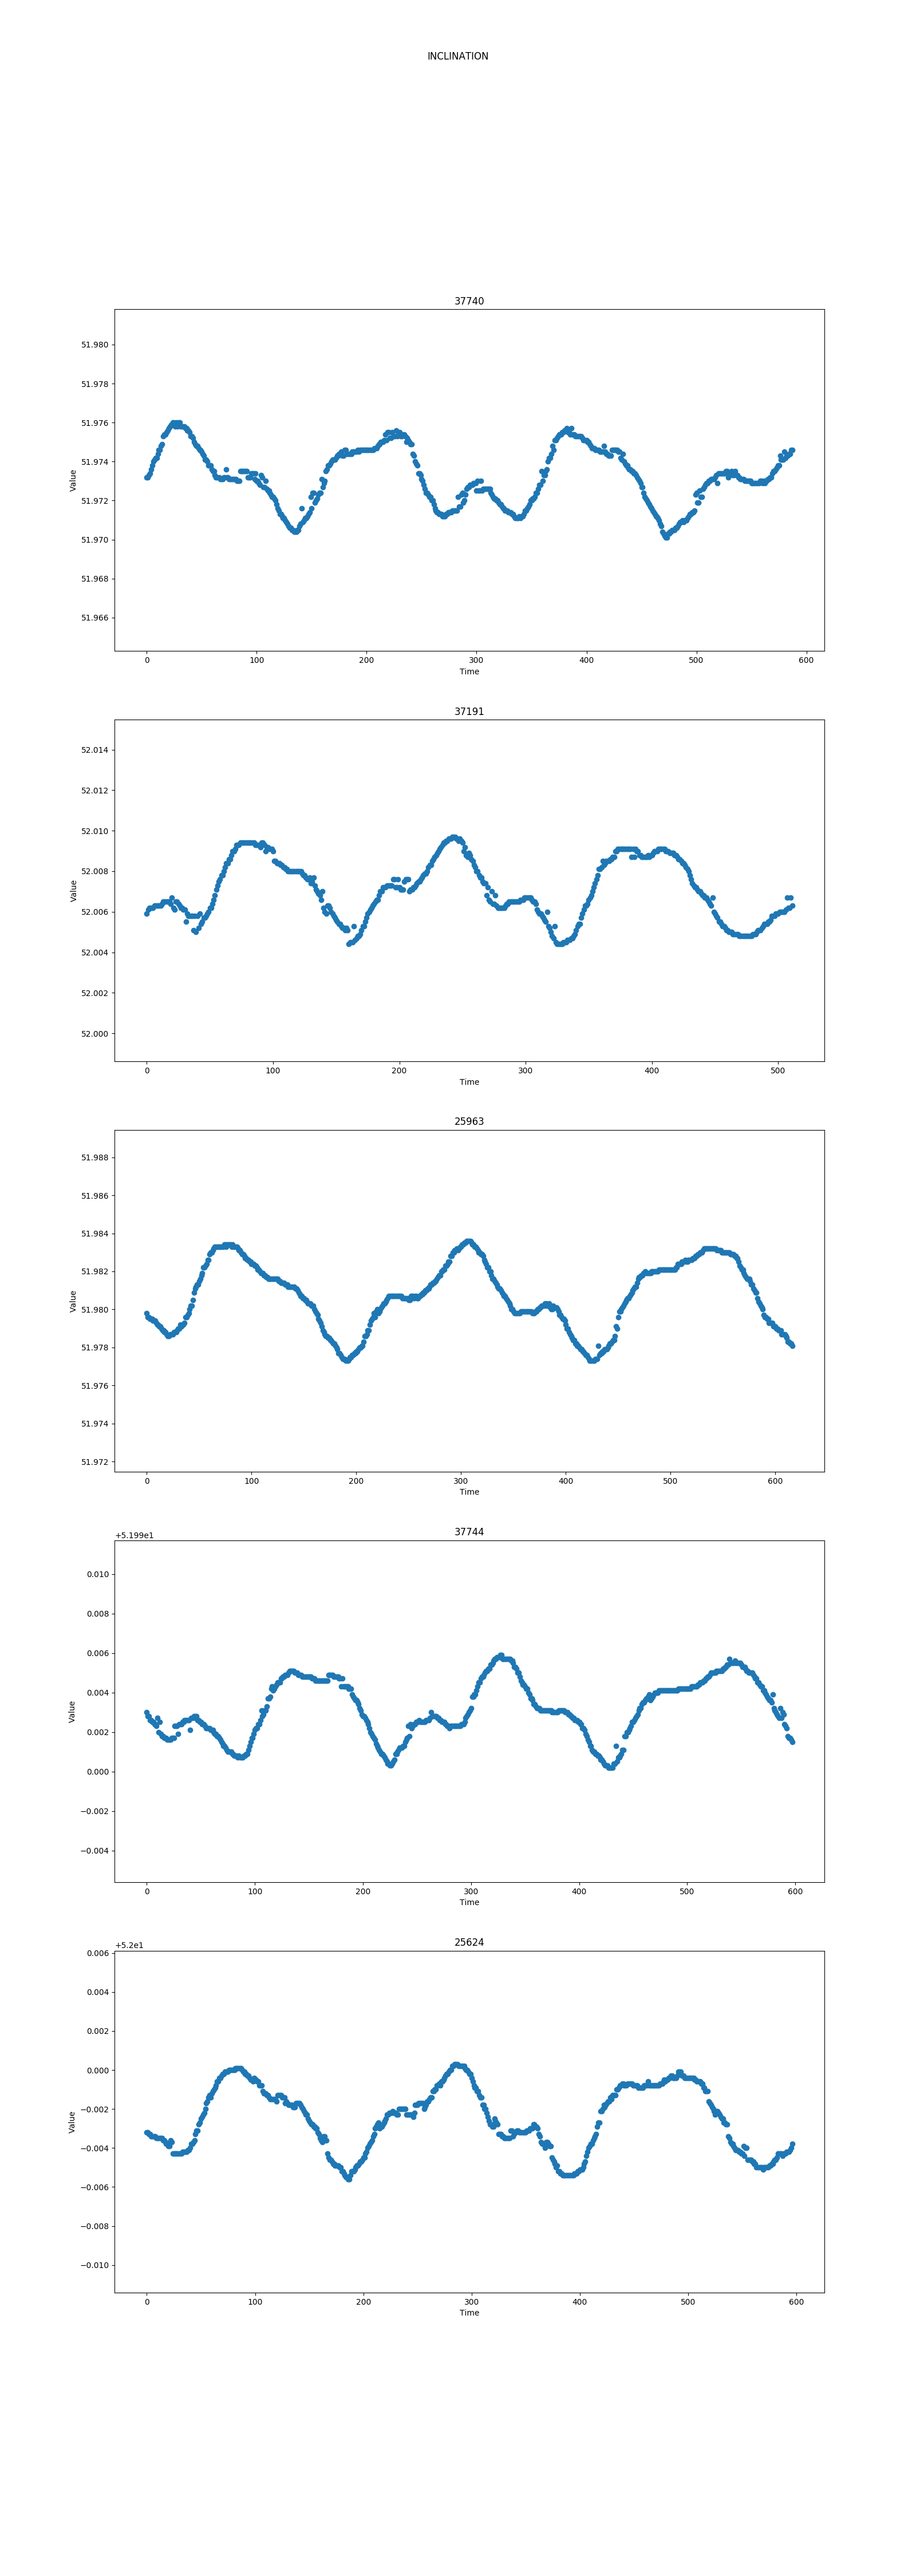 INCLINATION
37740
51.980
51.978
51.976
51.974
51.972
51.970
51.968
51.966
Value
0 100 200 300 400 500 600
Time
37191
52.014
52.012
52.010
52.008
52.006
52.004
52.002
52.000
Value
0 100 200 300 400 500
Time
25963
51.988
51.986
51.984
51.982
51.980
51.978
51.976
51.974
51.972
Value
0 100 200 300 400 500 600
Time
37744
+5.199e1
0.010
0.008
0.006
0.004
0.002
0.000
−0.002
−0.004
Value
0 100 200 300 400 500 600
Time
25624
+5.2e1
0.006
0.004
0.002
0.000
−0.002
−0.004
−0.006
−0.008
−0.010
Value
0 100 200 300 400 500 600
Time